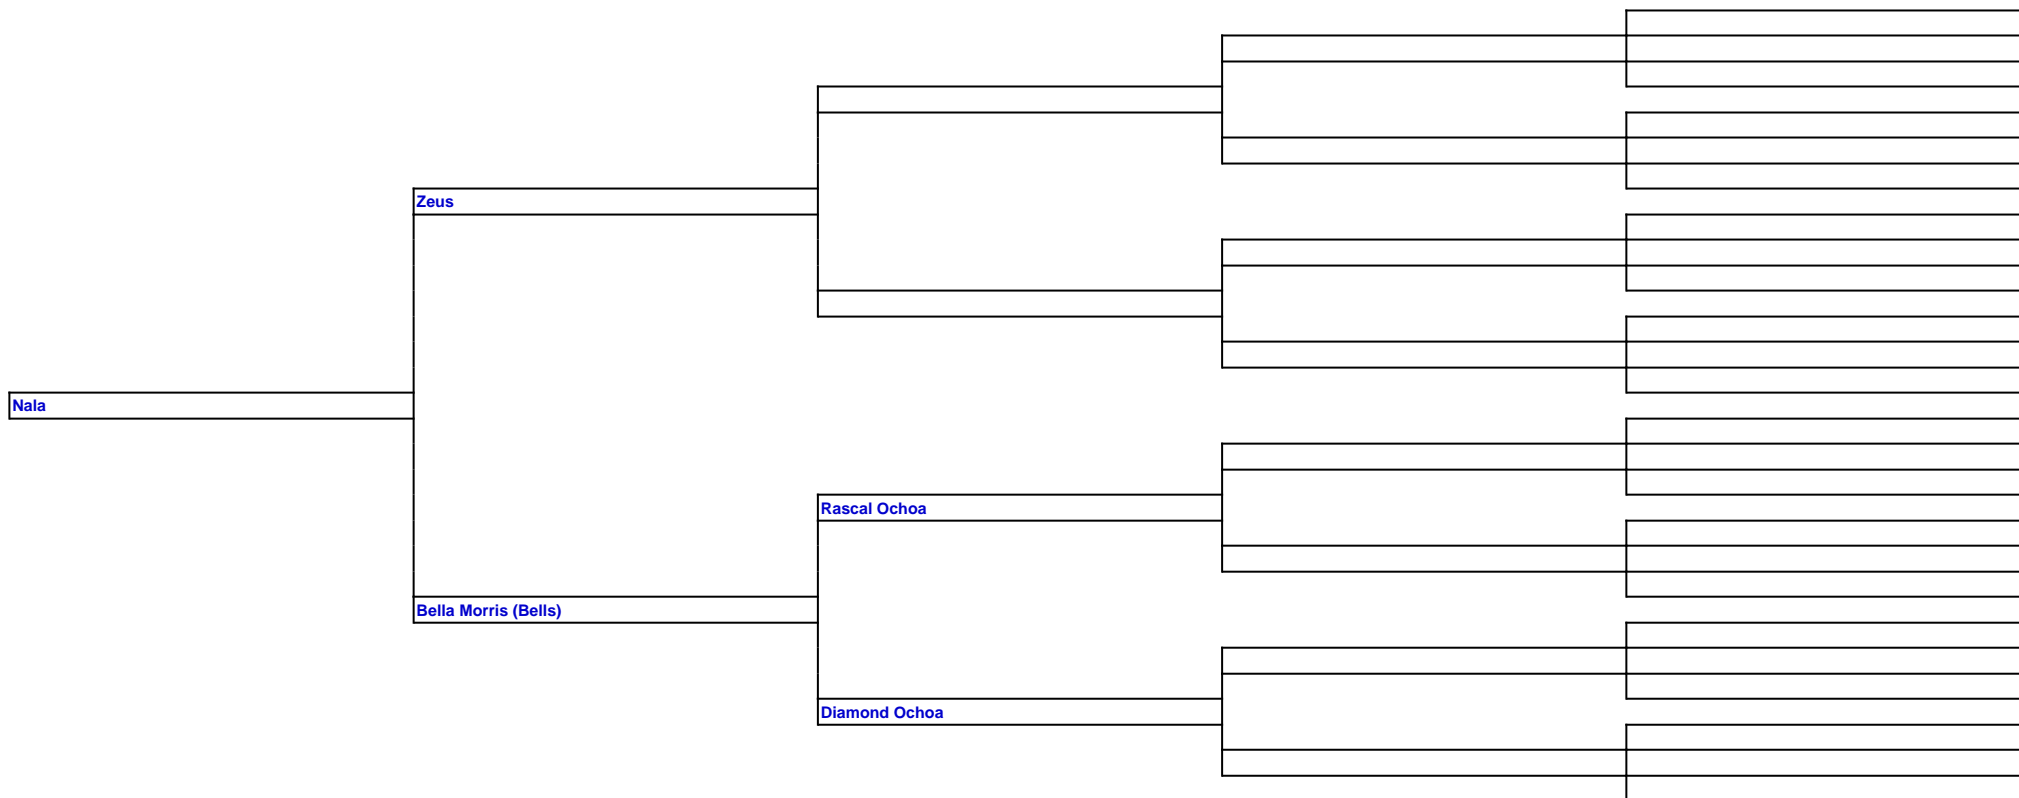 Zeus
Nala
Rascal Ochoa
Bella Morris (Bells)
Diamond Ochoa